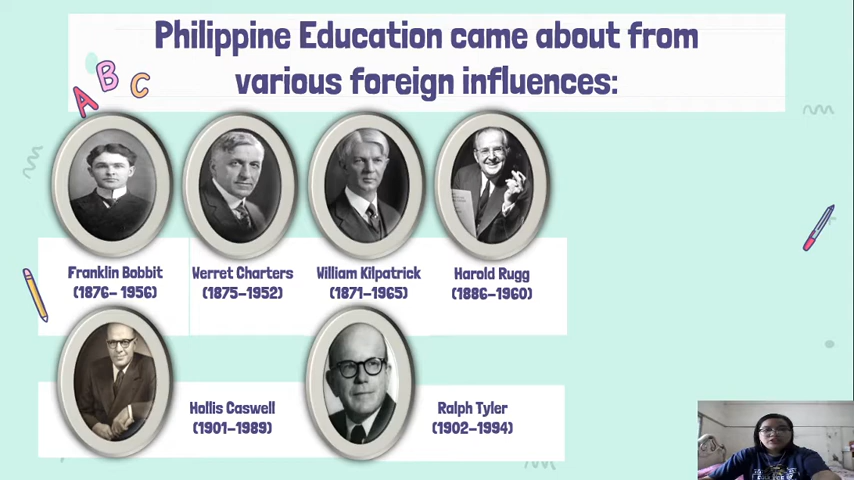 Philippine Education came about from
various foreign influences:
A B C
Franklin Bobbit
(1876- 1956)
Werret Charters
(1875-1952)
William Kilpatrick
(1871-1965)
Harold Rugg
(1886-1960)
Hollis Caswell
(1901-1989)
Ralph Tyler
(1902-1994)